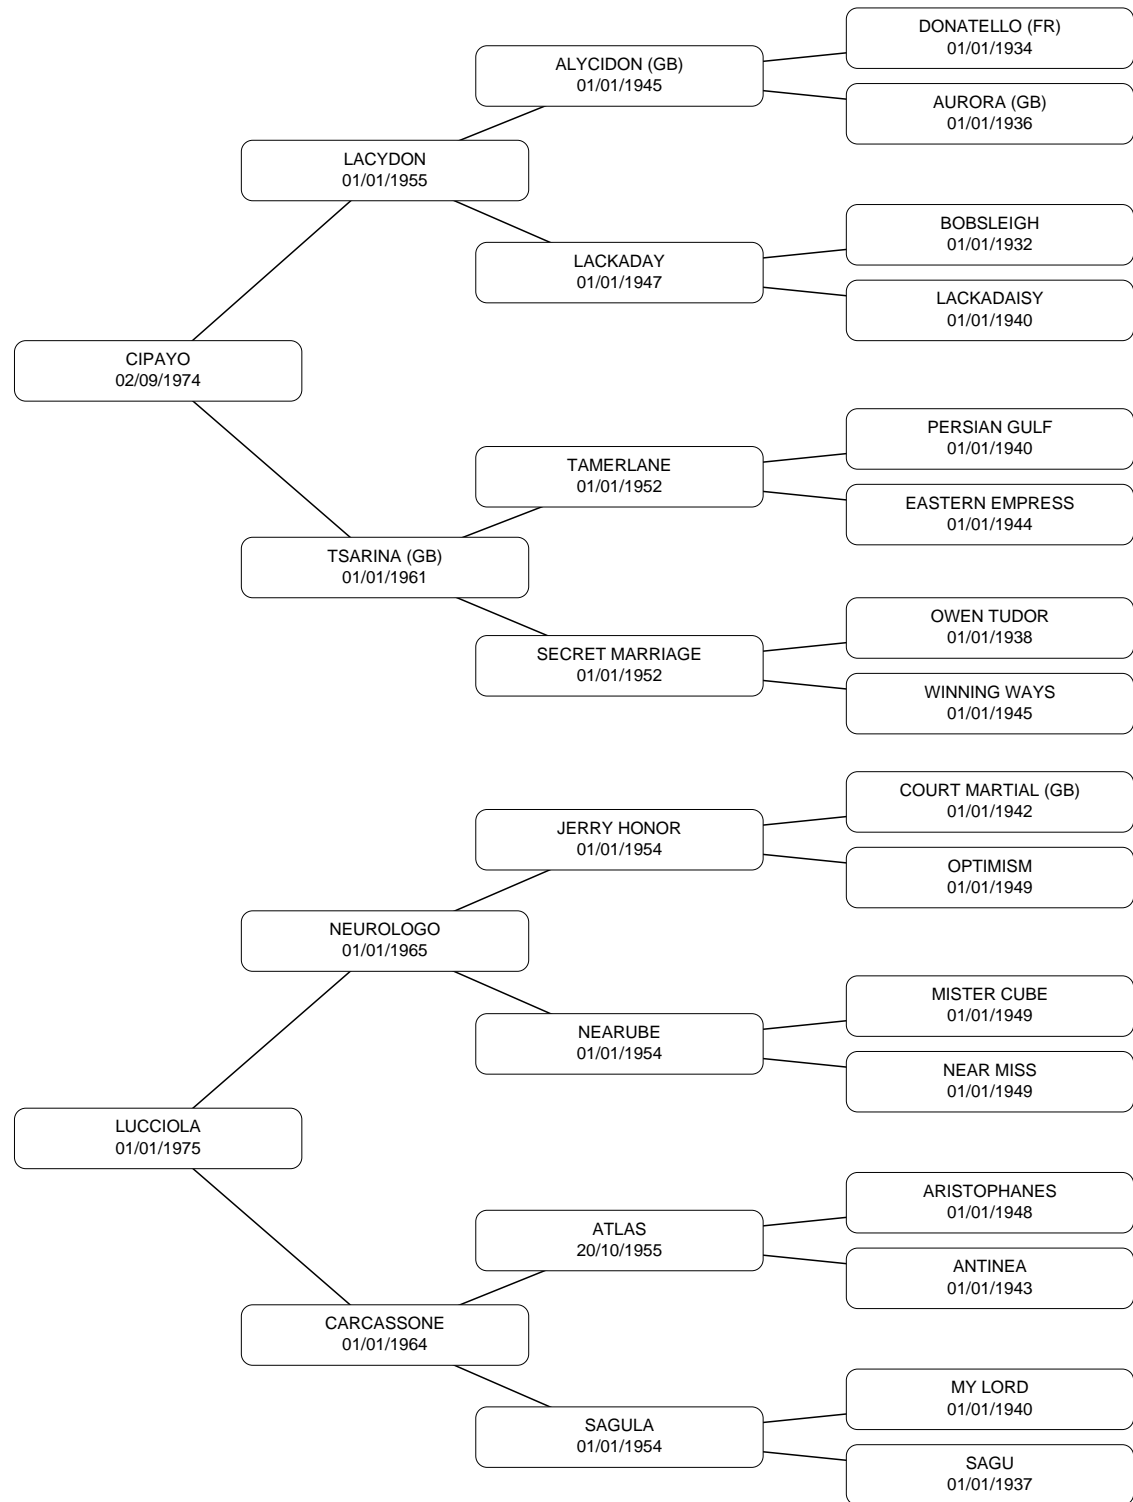 DONATELLO (FR)
01/01/1934
ALYCIDON (GB)
01/01/1945
AURORA (GB)
01/01/1936
LACYDON
01/01/1955
BOBSLEIGH
01/01/1932
LACKADAY
01/01/1947
LACKADAISY
01/01/1940
CIPAYO
02/09/1974
PERSIAN GULF
01/01/1940
TAMERLANE
01/01/1952
EASTERN EMPRESS
01/01/1944
TSARINA (GB)
01/01/1961
OWEN TUDOR
01/01/1938
SECRET MARRIAGE
01/01/1952
WINNING WAYS
01/01/1945
COURT MARTIAL (GB)
01/01/1942
JERRY HONOR
01/01/1954
OPTIMISM
01/01/1949
NEUROLOGO
01/01/1965
MISTER CUBE
01/01/1949
NEARUBE
01/01/1954
NEAR MISS
01/01/1949
LUCCIOLA
01/01/1975
ARISTOPHANES
01/01/1948
ATLAS
20/10/1955
ANTINEA
01/01/1943
CARCASSONE
01/01/1964
MY LORD
01/01/1940
SAGULA
01/01/1954
SAGU
01/01/1937